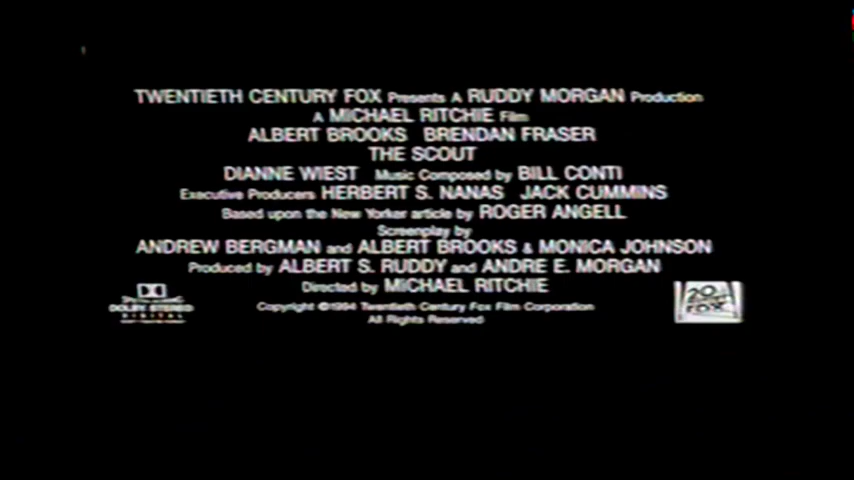 TWENTIETH CENTURY FOX Presents A RUDDY MORGAN Production
A MICHAEL RITCHIE Film
ALBERT BROOKS BRENDAN FRASER
THE SCOUT
DIANNE WIEST Music Composed by BILL CONTI
Executive Producers HERBERT S. NANAS JACK CUMMINS
Based upon the New Yorker article by ROGER ANGELL
Screenplay by
ANDREW BERGMAN and ALBERT BROOKS & MONICA JOHNSON
Produced by ALBERT S. RUDDY and ANDRE E. MORGAN
Directed by MICHAEL RITCHIE
DOLBY STEREO
DIGITAL
Copyright ©1994 Twentieth Century Fox Film Corporation
All Rights Reserved
20
FOX